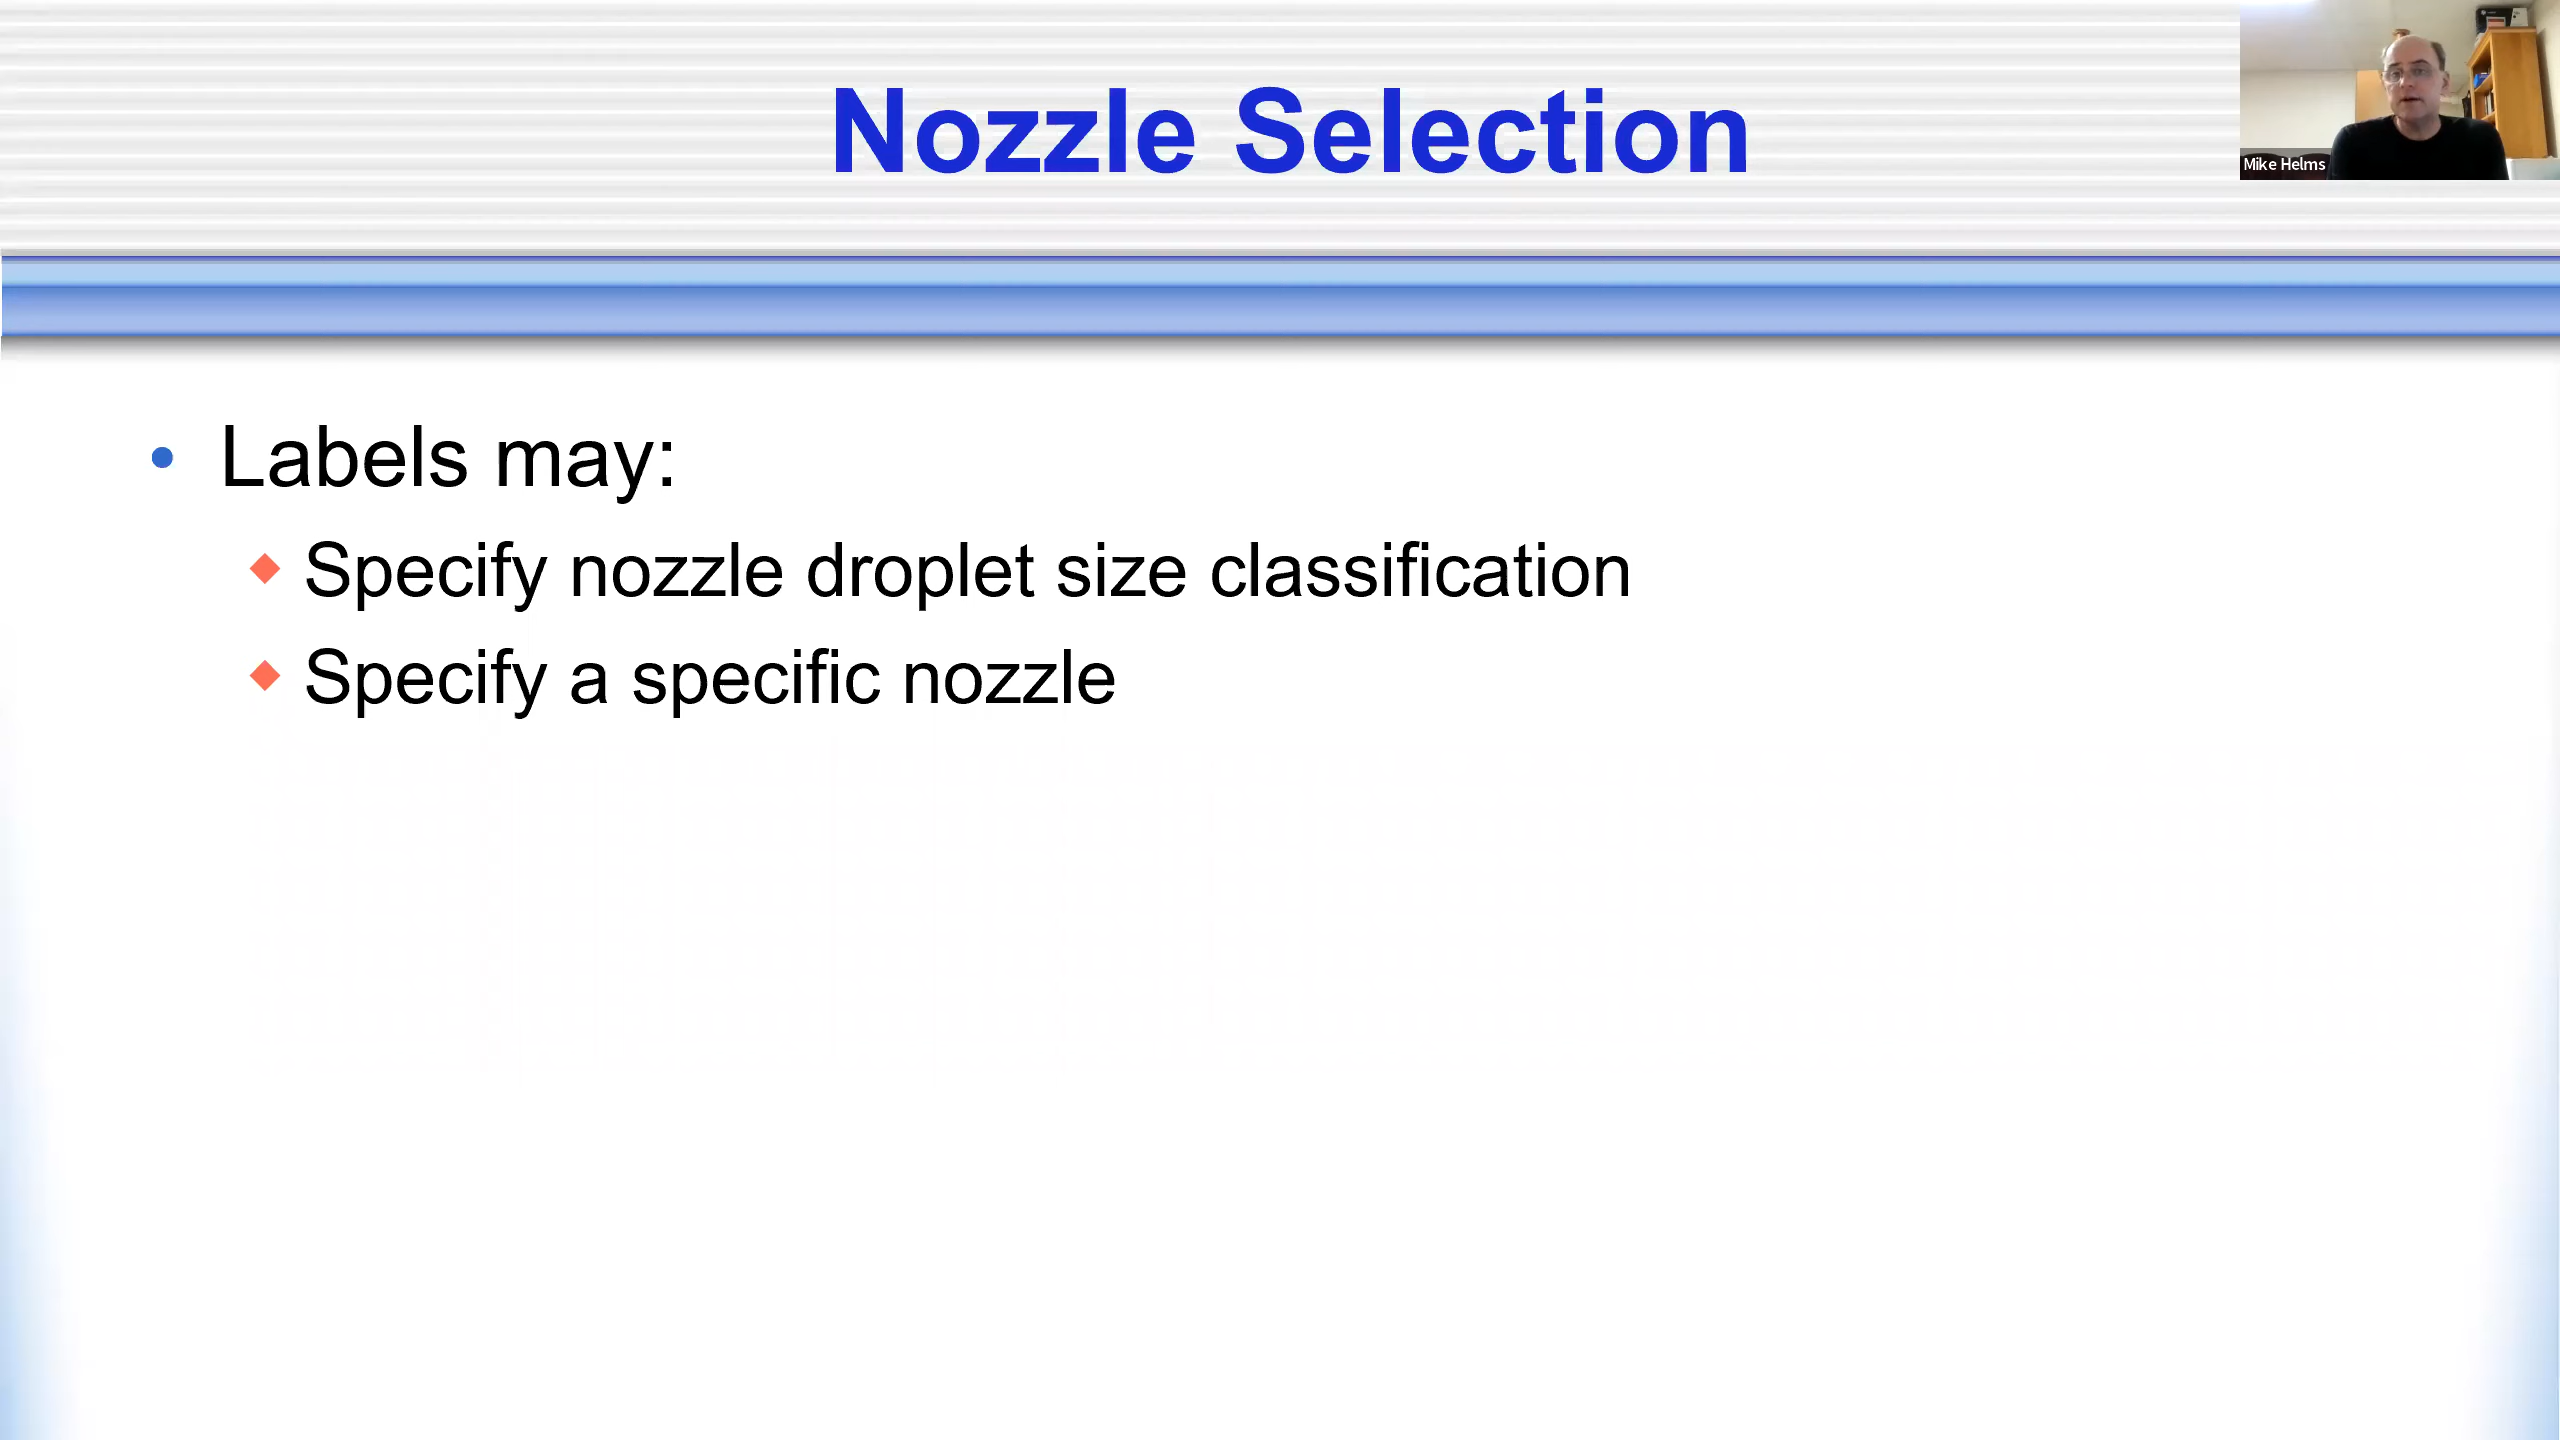 Nozzle Selection
Mike Helms
• Labels may:
◆ Specify nozzle droplet size classification
◆ Specify a specific nozzle